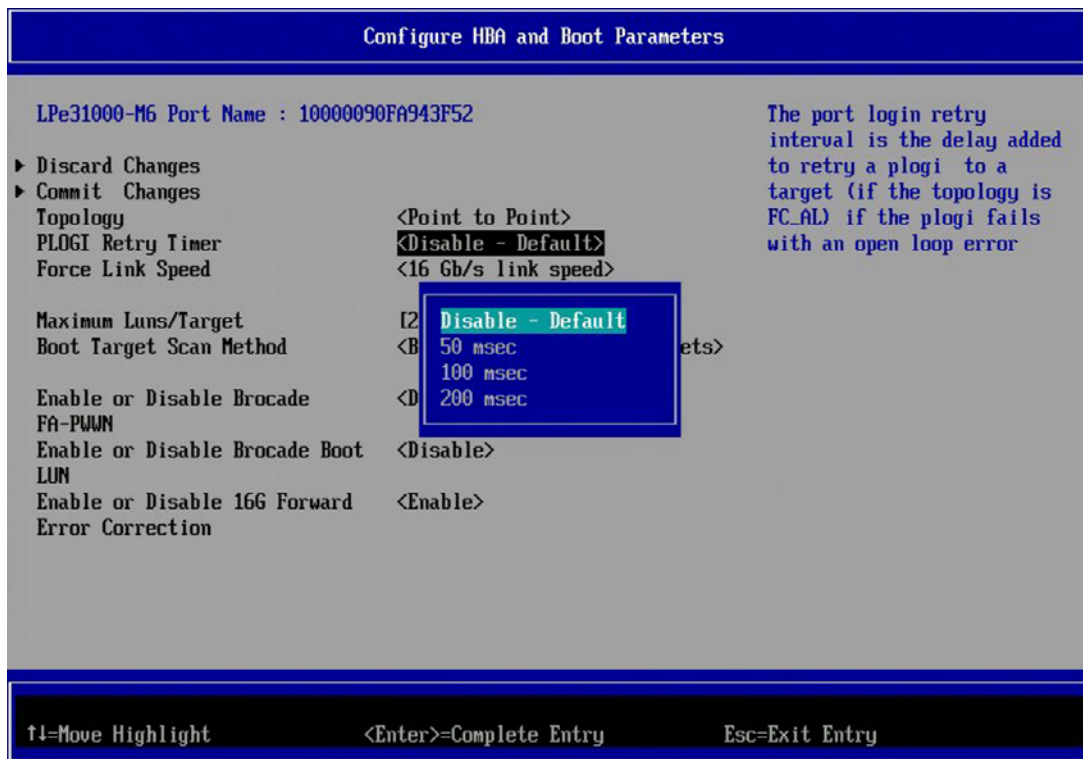 Configure HBA and Boot Parameters
LPe31000-M6 Port Name : 10000090FA943F52
Discard Changes
Commit Changes
Topology <Point to Point>
PLOGI Retry Timer <Disable - Default>
Force Link Speed <16 Gb/s link speed>
Maximum Luns/Target [2
Boot Target Scan Method <B ets>
Enable or Disable Brocade <D
FA-PWWN
Enable or Disable Brocade Boot <Disable>
LUN
Enable or Disable 16G Forward <Enable>
Error Correction
Disable - Default
50 msec
100 msec
200 msec
The port login retry
interval is the delay added
to retry a plogi to a
target (if the topology is
FC_AL) if the plogi fails
with an open loop error
↑↓=Move Highlight <Enter>=Complete Entry Esc=Exit Entry